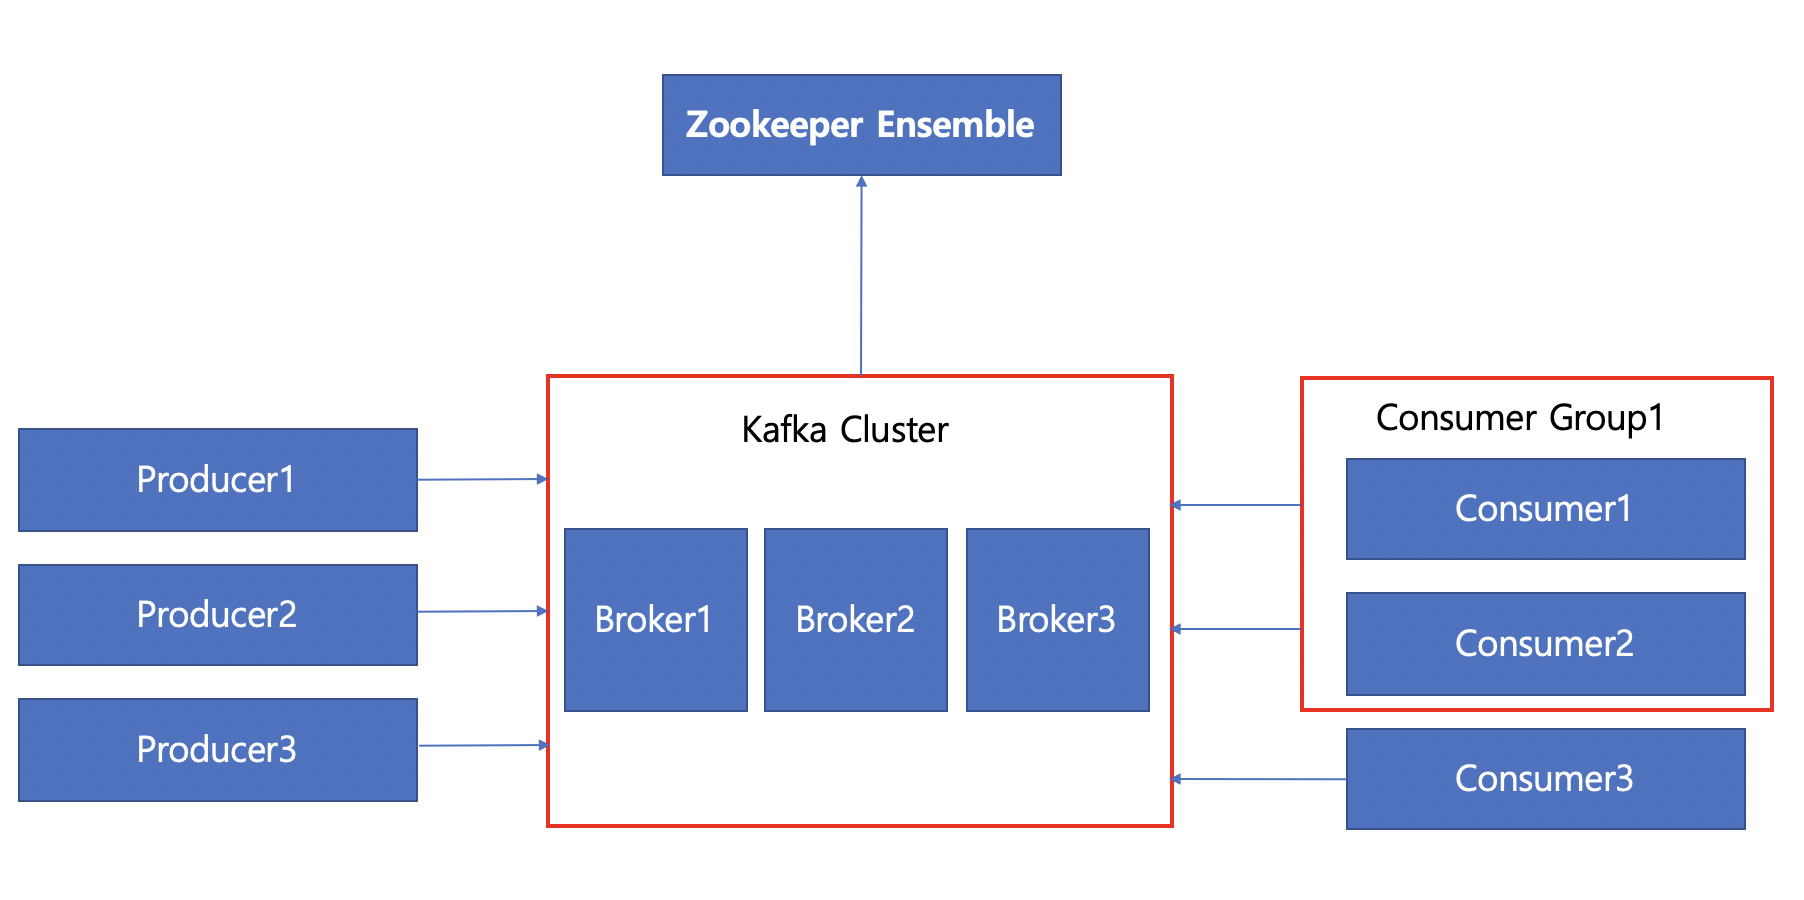 Zookeeper Ensemble
Kafka Cluster
Consumer Group1
Producer1
Producer2
Producer3
Broker1
Broker2
Broker3
Consumer1
Consumer2
Consumer3